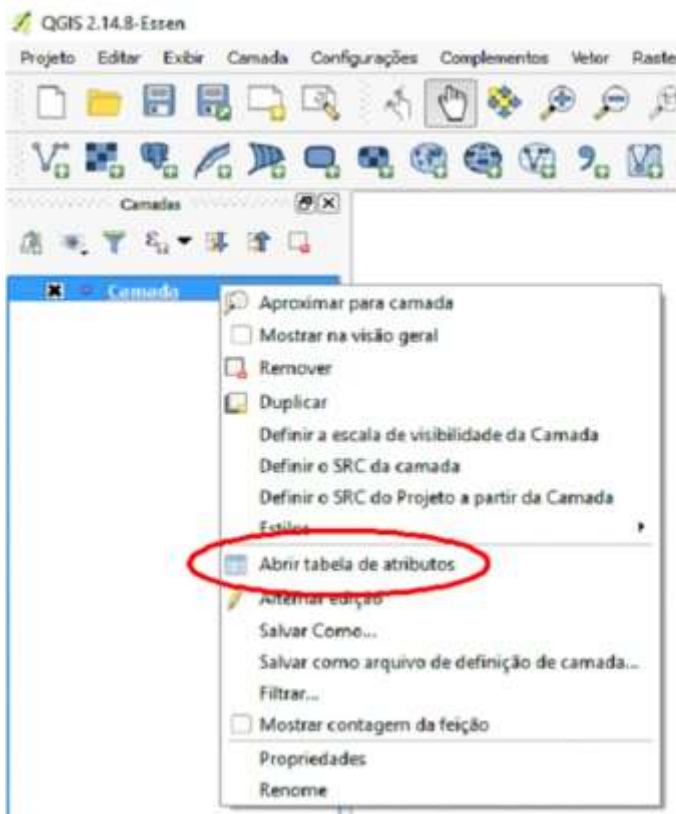 QGIS 2.14.8-Essen
Projeto Editar Exibir Camada Configurações Complementos Vetor Raste
Camadas
Camada
Aproximar para camada
Mostrar na visão geral
Remover
Duplicar
Definir a escala de visibilidade da Camada
Definir o SRC da camada
Definir o SRC do Projeto a partir da Camada
Estilos
Abrir tabela de atributos
Alternar edição
Salvar Como...
Salvar como arquivo de definição de camada...
Filtrar...
Mostrar contagem da feição
Propriedades
Renome